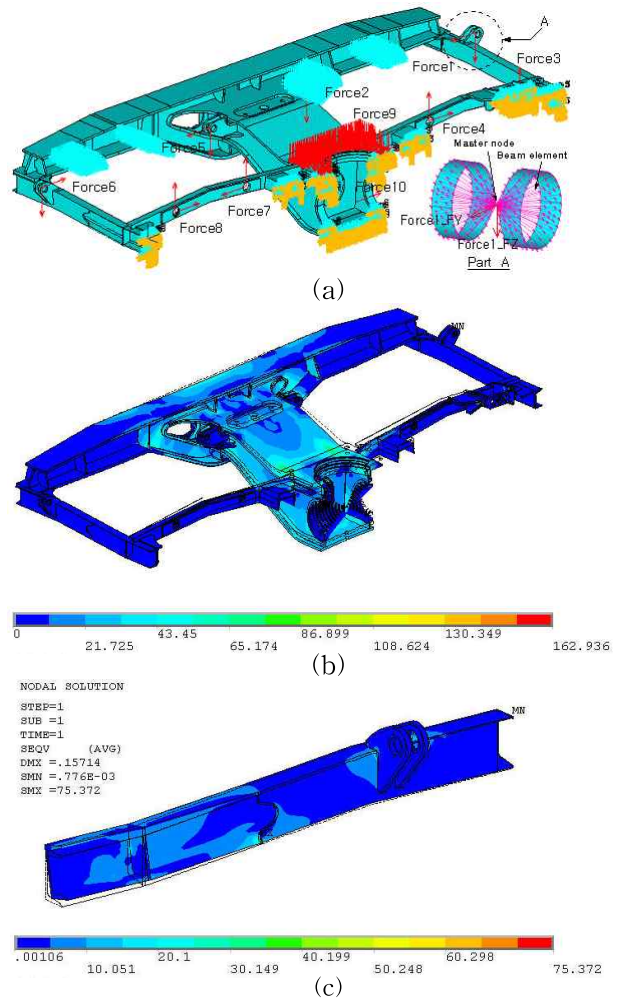 A
Force1
Force3
Force2
Force9
Force4
Force5
Master node
Beam element
Force6
Force10
Force7
Force1_FY
Force8
Force1_FZ
Part A
(a)
MN
0 43.45 86.899 130.349
21.725 65.174 108.624 162.936
(b)
NODAL SOLUTION
STEP=1
SUB =1
TIME=1
SEQV (AVG)
DMX =.15714
SMN =.776E-03
SMX =75.372
MN
.00106 20.1 40.199 60.298
10.051 30.149 50.248 75.372
(c)